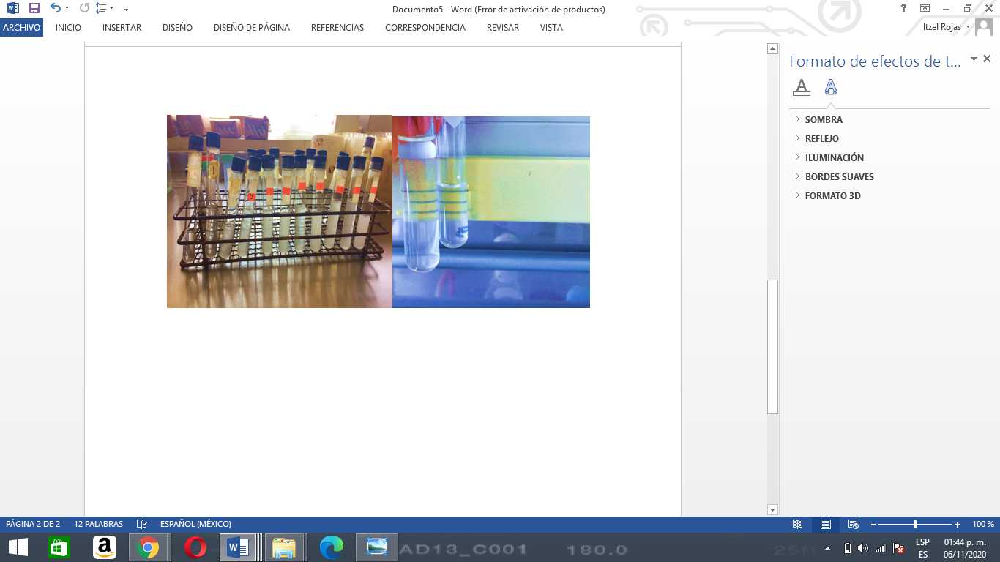 Documento5 - Word (Error de activación de productos)
ARCHIVO INICIO INSERTAR DISEÑO DISEÑO DE PÁGINA REFERENCIAS CORRESPONDENCIA REVISAR VISTA
Itzel Rojas
Formato de efectos de t...
SOMBRA
REFLEJO
ILUMINACIÓN
BORDES SUAVES
FORMATO 3D
PÁGINA 2 DE 2 12 PALABRAS ESPAÑOL (MÉXICO) 100 %
AD13_C001 180.0 25ft
ESP 01:44 p. m.
ES 06/11/2020